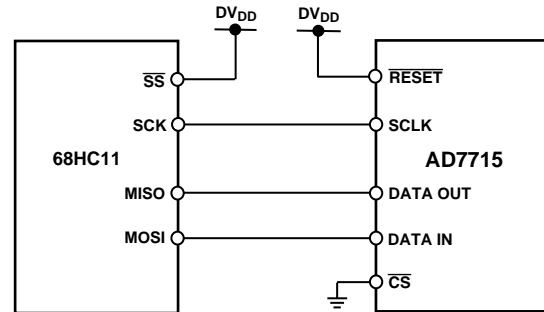 DVDD
DVDD
SS
RESET
SCK
SCLK
68HC11
AD7715
MISO
DATA OUT
MOSI
DATA IN
CS